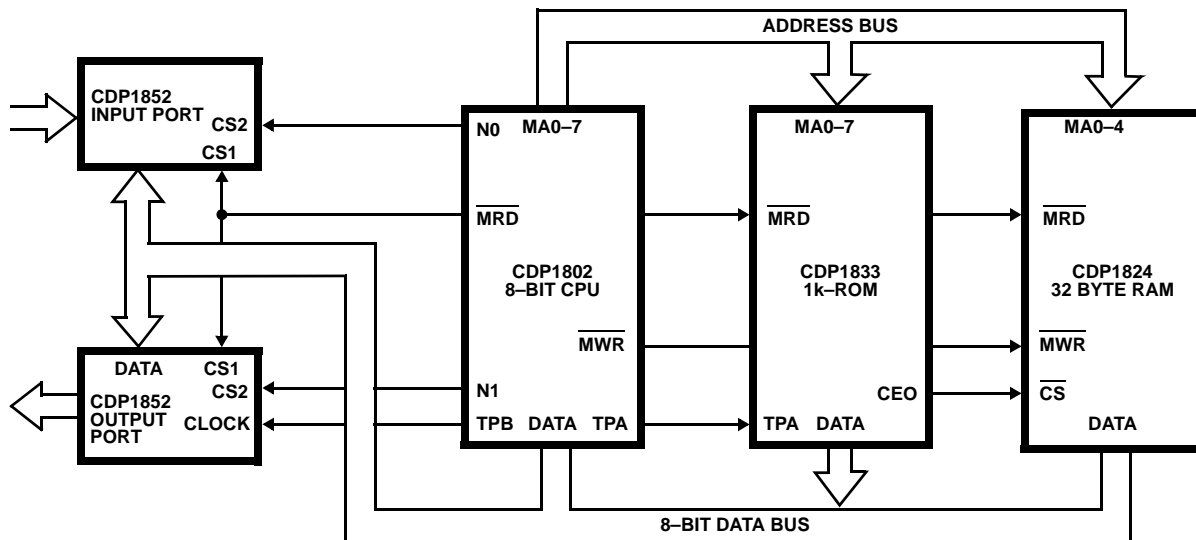 ADDRESS BUS
CDP1852
INPUT PORT
CS2
CS1
N0
MA0–7
MRD
CDP1802
8–BIT CPU
MWR
N1
TPB
DATA
TPA
MA0–7
MRD
CDP1833
1k–ROM
CEO
TPA
DATA
MA0–4
MRD
CDP1824
32 BYTE RAM
MWR
CS
DATA
DATA
CS1
CS2
CDP1852
OUTPUT
PORT
CLOCK
8–BIT DATA BUS